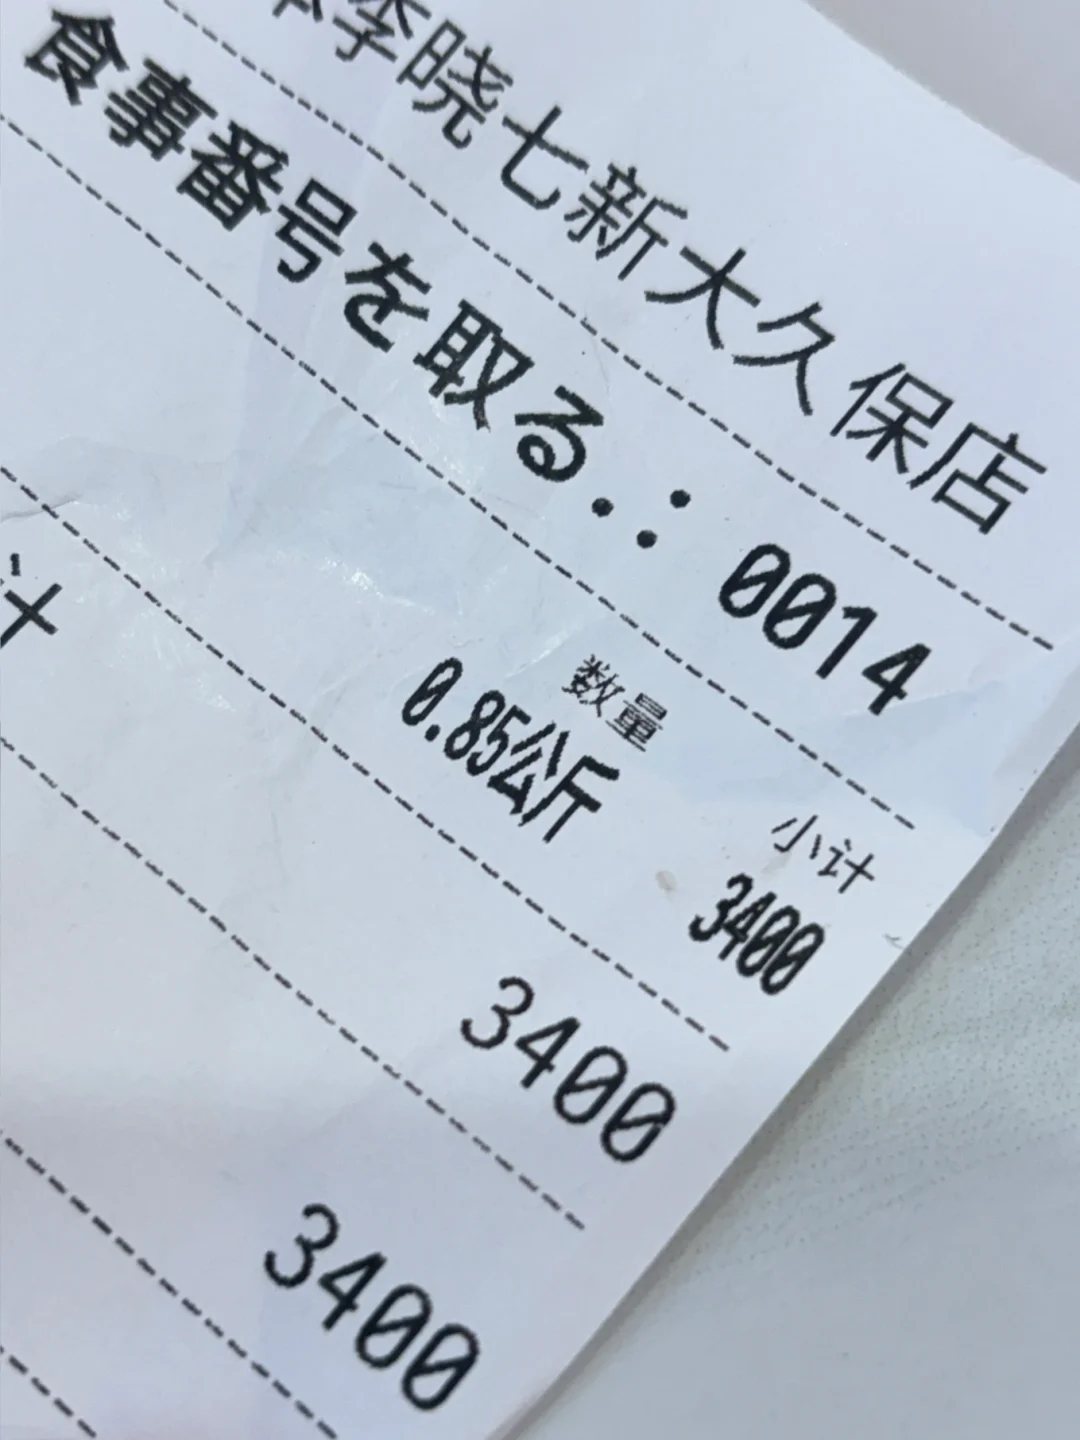 李晓七新大久保店
食事番号を取る.:0014
数量 小计
0.85公斤 3400
计 3400
3400